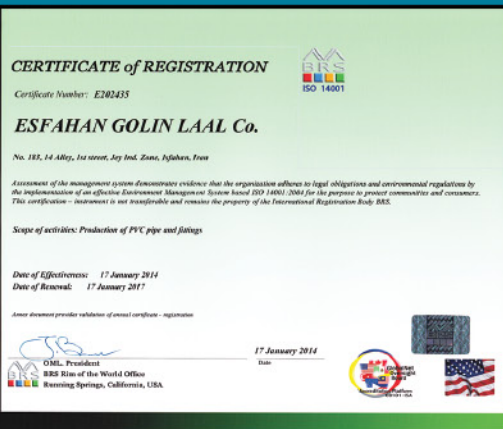 CERTIFICATE of REGISTRATION
BRS
ISO 14001
Certificate Number: E202435
ESFAHAN GOLIN LAAL Co.
No. 183, 14 Alley, 1st street, Jey Ind. Zone, Isfahan, Iran
Assessment of the management system demonstrates evidence that the organization adheres to legal obligations and environmental regulations by
the implementation of an effective Environment Management System based ISO 14001:2004 for the purpose to protect communities and consumers.
This certification – instrument is not transferable and remains the property of the International Registration Body BRS.
Scope of activities: Production of PVC pipe and fittings
Date of Effectiveness: 17 January 2014
Date of Renewal: 17 January 2017
Annex document provides validation of annual certificate – registration
OML. President
BRS Rim of the World Office
Running Springs, California, USA
BRS
17 January 2014
Date
GlobalNet
Oversight
Board
Accreditation Platform